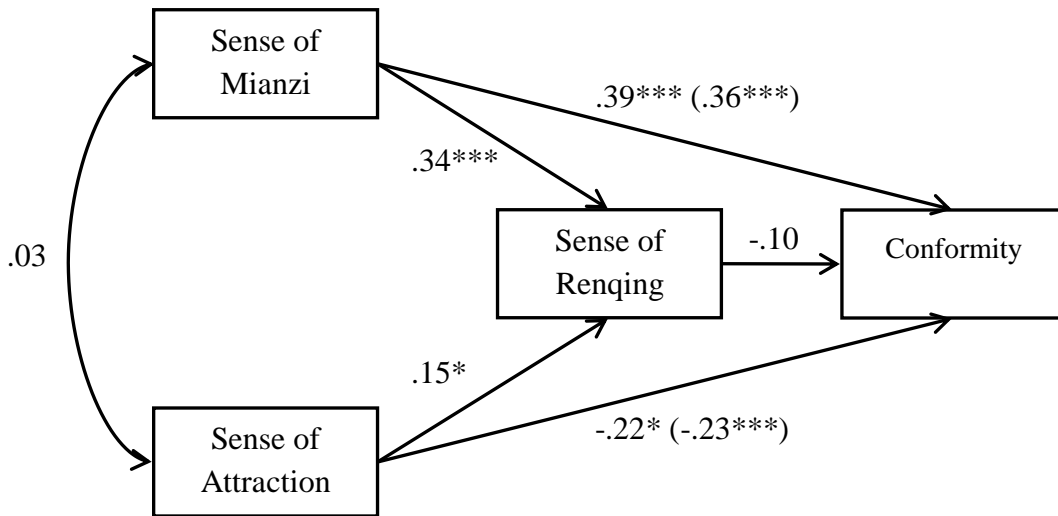 Sense of
Mianzi
.39*** (.36***)
.34***
.03
Sense of
Renqing
-.10
Conformity
.15*
-.22* (-.23***)
Sense of
Attraction